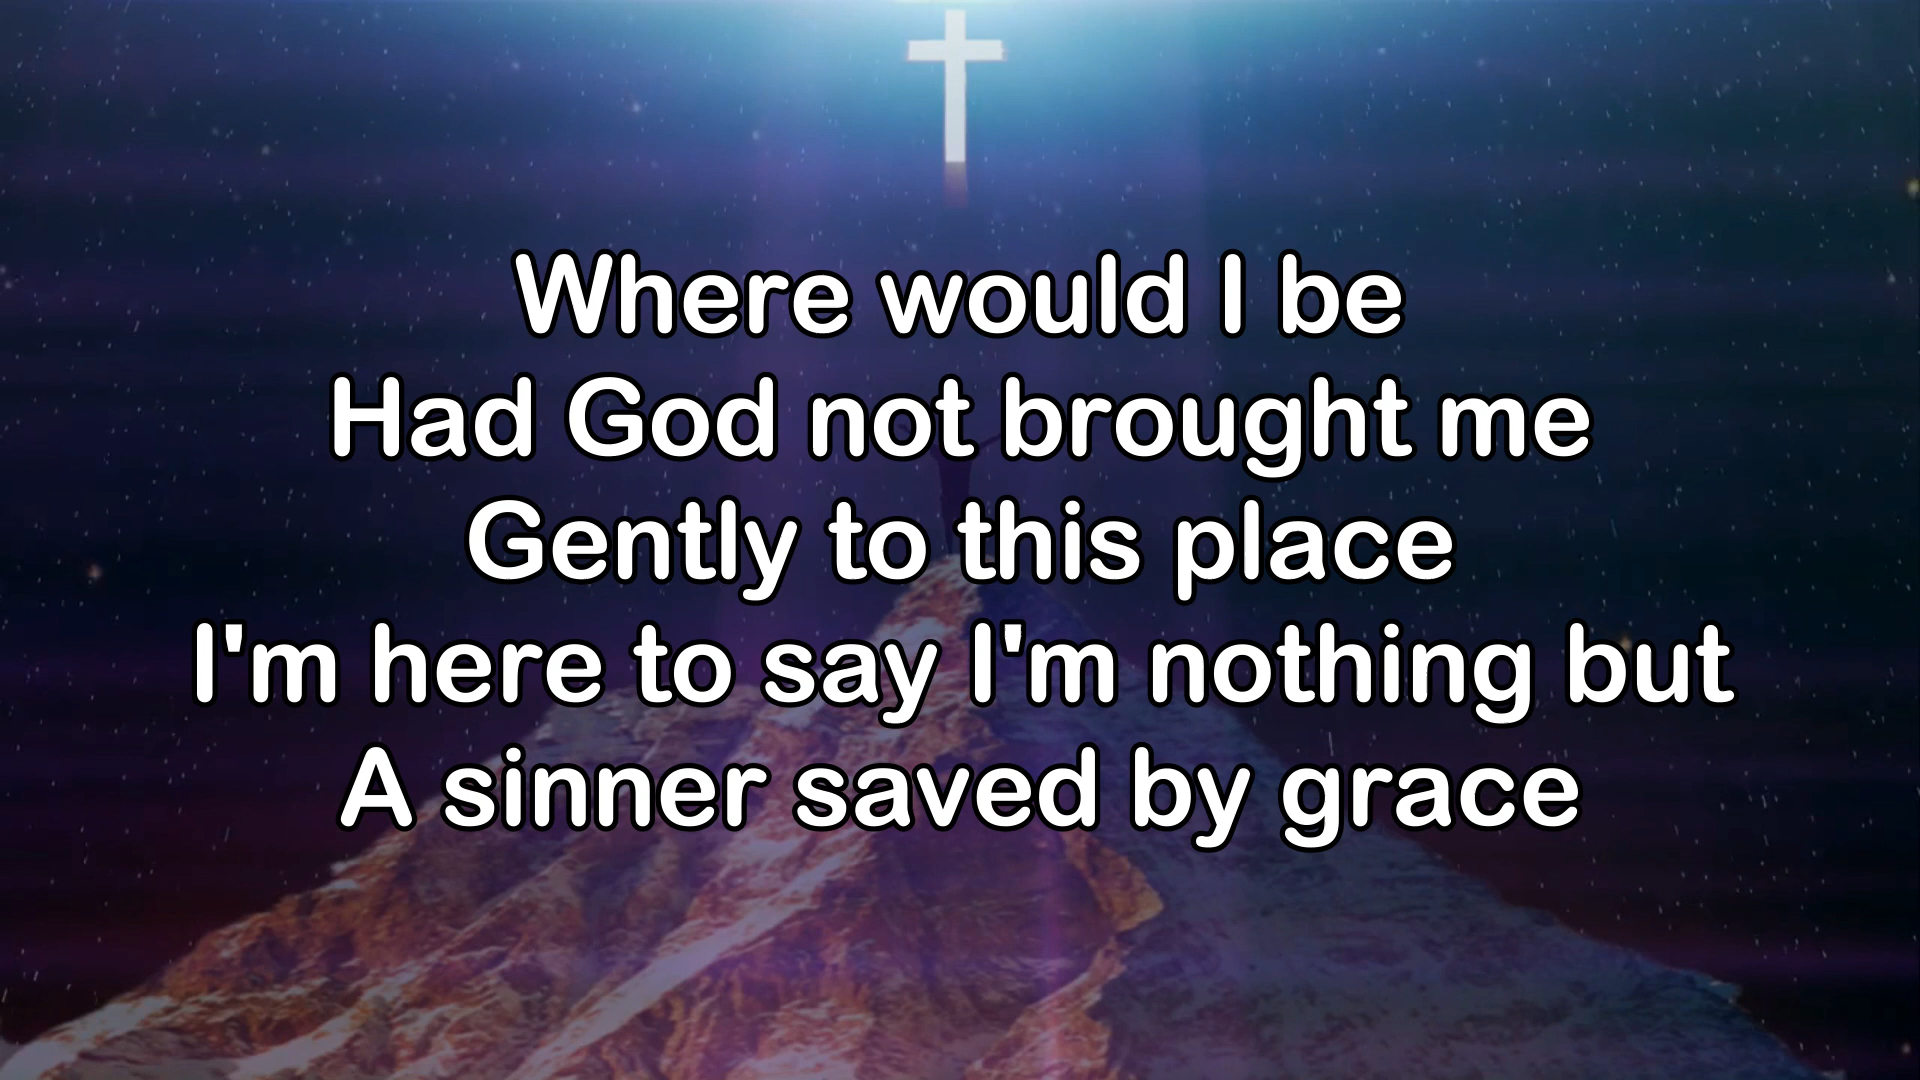 Where would I be
Had God not brought me
Gently to this place
I'm here to say I'm nothing but
A sinner saved by grace